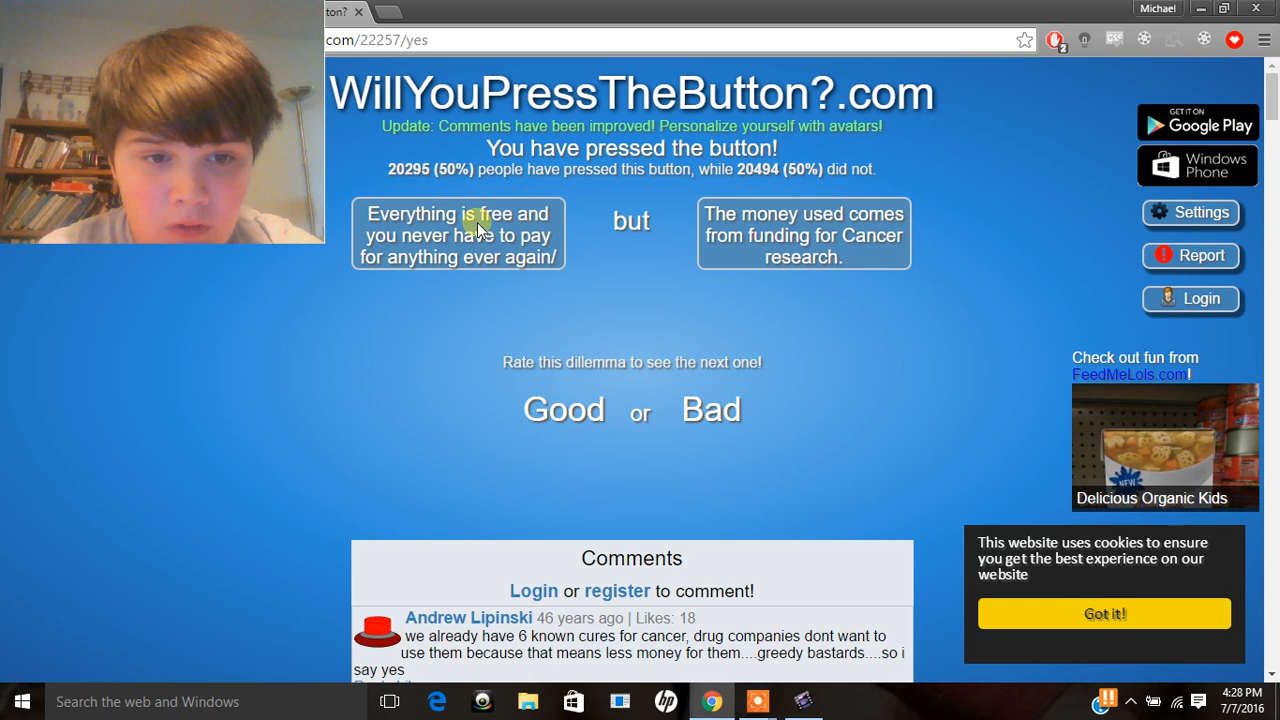 ton?
Michael
com/22257/yes
2
WillYouPressTheButton?.com
Update: Comments have been improved! Personalize yourself with avatars!
You have pressed the button!
20295 (50%) people have pressed this button, while 20494 (50%) did not.
Everything is free and
you never have to pay
for anything ever again/
but
The money used comes
from funding for Cancer
research.
GET IT ON
Google Play
Windows
Phone
Settings
Report
Login
Rate this dillemma to see the next one!
Good or Bad
Check out fun from
FeedMeLols.com!
NEW
Delicious Organic Kids
This website uses cookies to ensure
you get the best experience on our
website
Got it!
Comments
Login or register to comment!
Andrew Lipinski 46 years ago | Likes: 18
we already have 6 known cures for cancer, drug companies dont want to
use them because that means less money for them....greedy bastards....so i
say yes
Search the web and Windows
hp
4:28 PM
7/7/2016